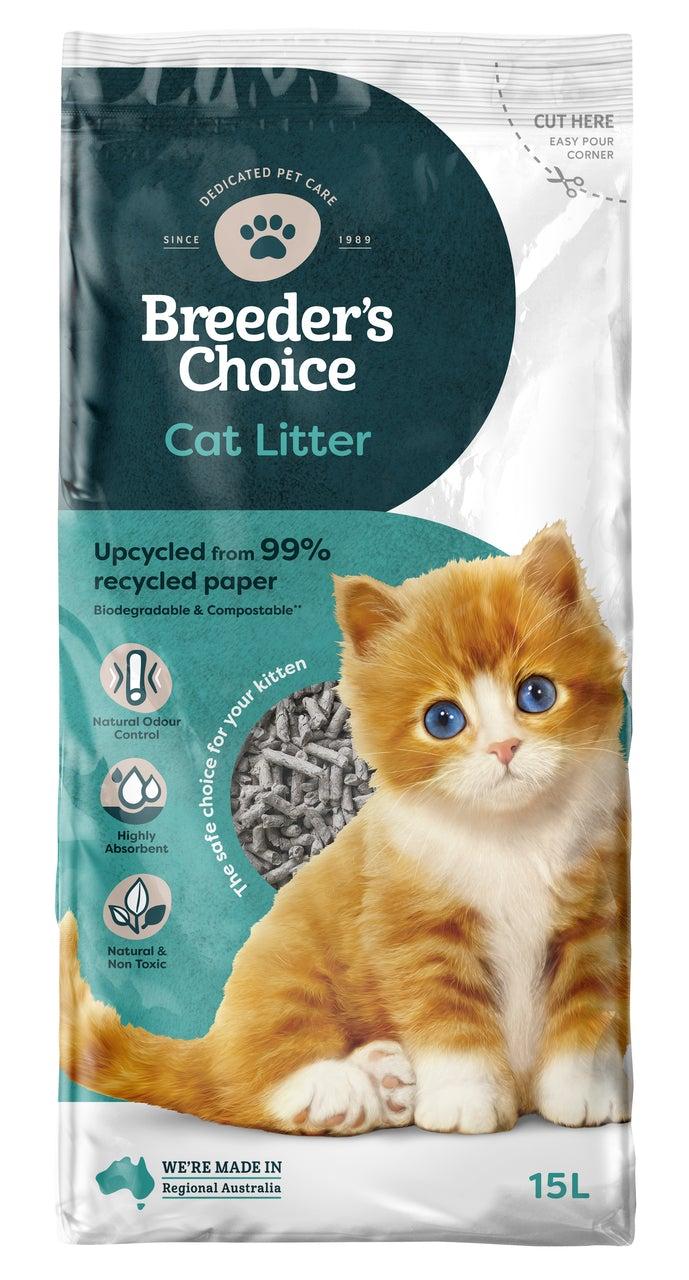 CUT HERE
EASY POUR
CORNER
DEDICATED PET CARE
SINCE 1989
Breeder's
Choice
Cat Litter
Upcycled from 99%
recycled paper
Biodegradable & Compostable**
Natural Odour
Control
The safe choice for your kitten
Highly
Absorbent
Natural &
Non Toxic
WE'RE MADE IN
Regional Australia
15L